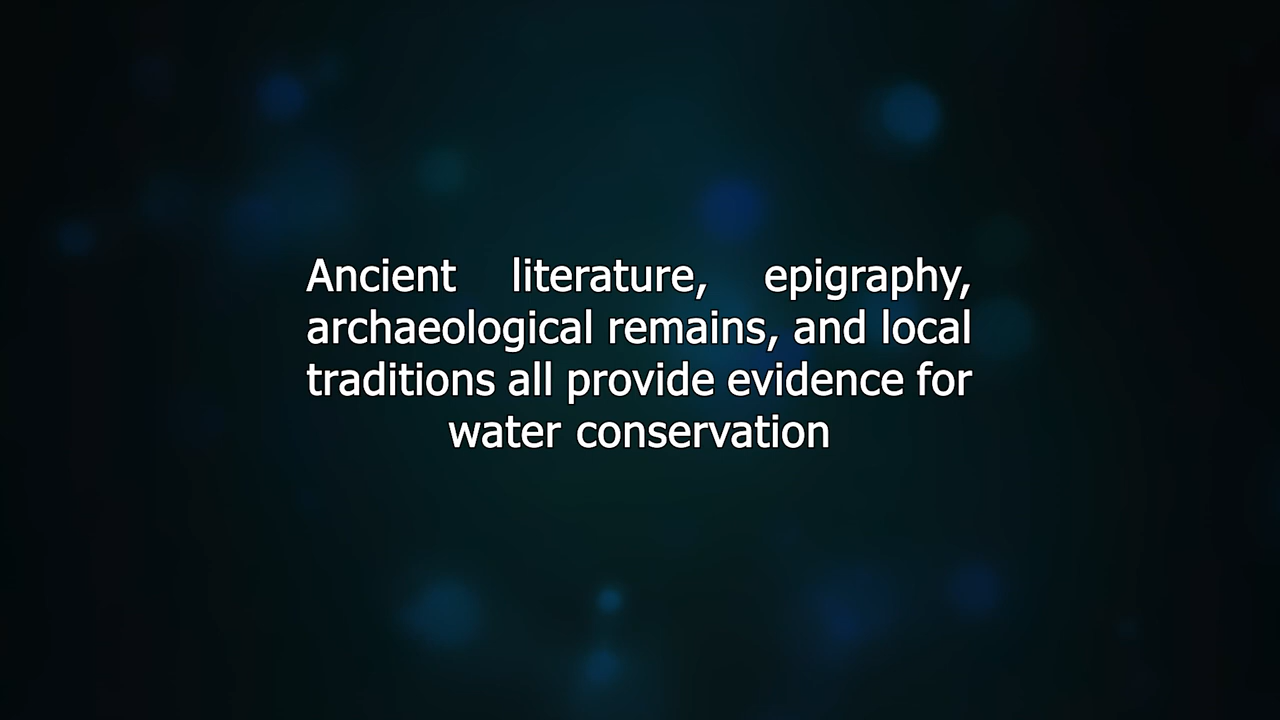 Ancient literature, epigraphy,
archaeological remains, and local
traditions all provide evidence for
water conservation